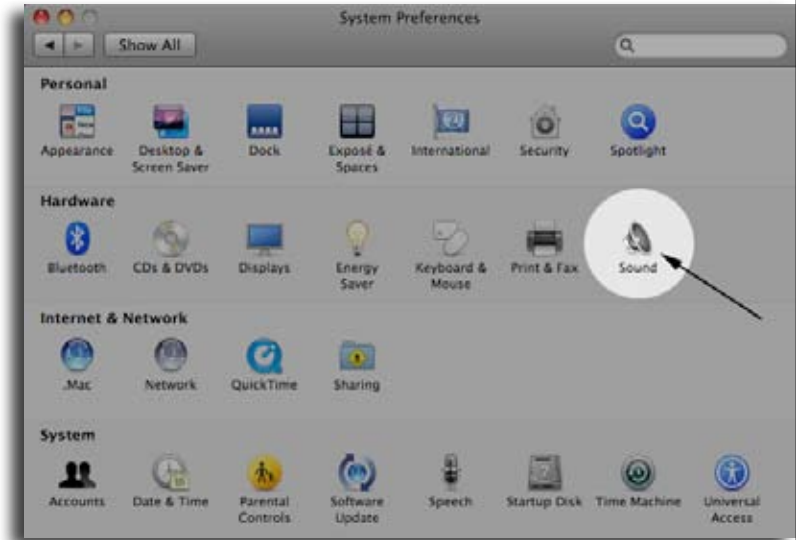 System Preferences
Show All
Personal
Appearance
Desktop &
Screen Saver
Dock
Exposé &
Spaces
International
Security
Spotlight
Hardware
Bluetooth
CDs & DVDs
Displays
Energy
Saver
Keyboard &
Mouse
Print & Fax
Sound
Internet & Network
.Mac
Network
QuickTime
Sharing
System
Accounts
Date & Time
Parental
Controls
Software
Update
Speech
Startup Disk
Time Machine
Universal
Access